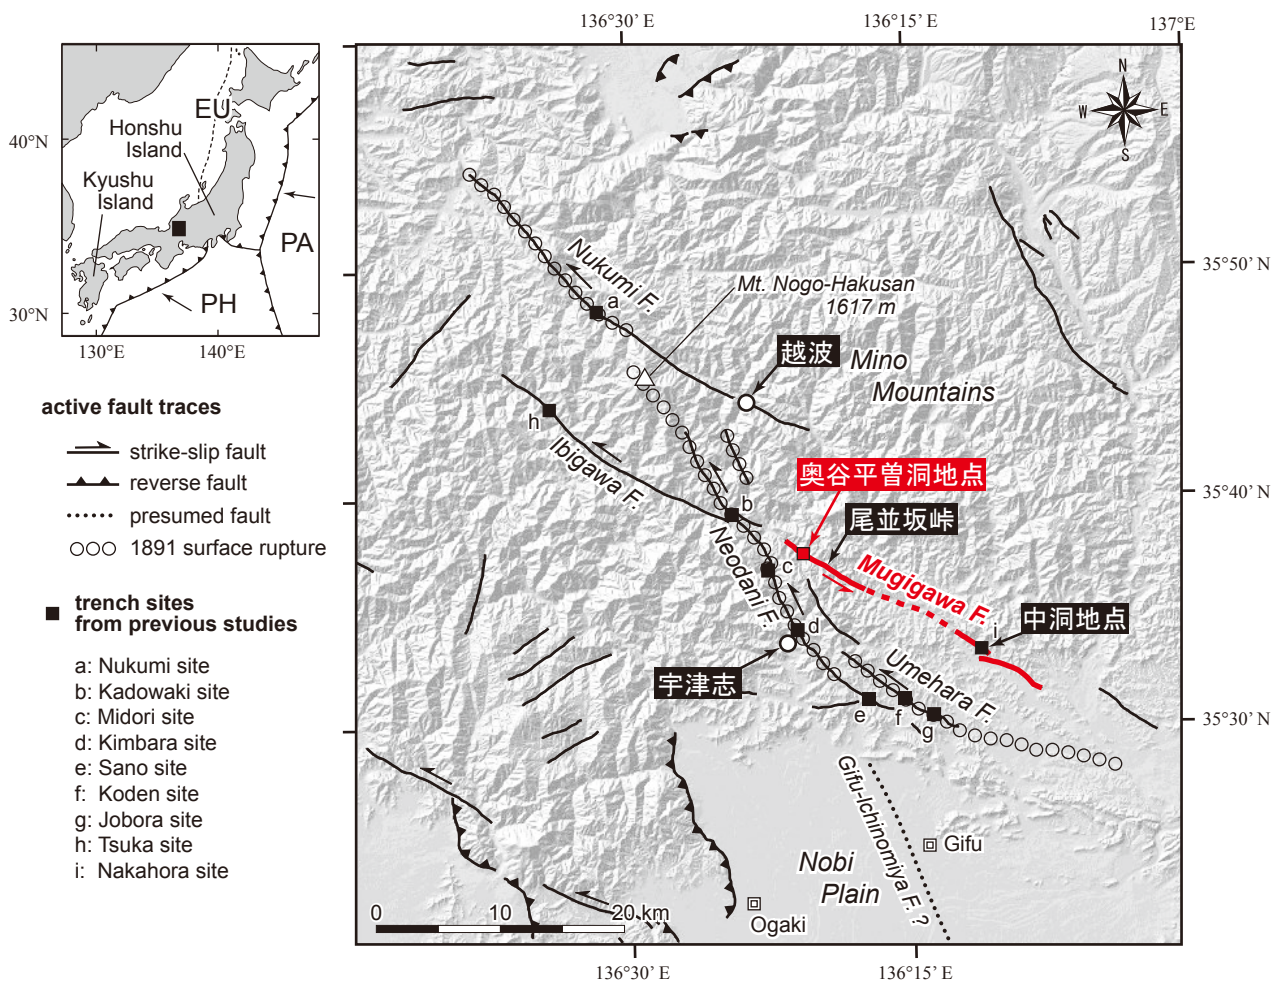 136°30′ E
136°15′ E
137°E
EU
Honshu
Island
Kyushu
Island
PA
PH
40°N
30°N
130°E
140°E
N
W
E
S
35°50′ N
35°40′ N
35°30′ N
Nukumi F.
a
Mt. Nogo-Hakusan
1617 m
越波
Mino
Mountains
h
Ibigawa F.
b
奥谷平曽洞地点
尾並坂峠
Neodani F.
c
Mugigawa F.
中洞地点
i
d
宇津志
Umehara F.
e
f
g
Gifu-Ichinomiya F. ?
Gifu
Nobi
Plain
Ogaki
0
10
20 km
136°30′ E
136°15′ E
active fault traces
strike-slip fault
reverse fault
presumed fault
1891 surface rupture
trench sites
from previous studies
a: Nukumi site
b: Kadowaki site
c: Midori site
d: Kimbara site
e: Sano site
f: Koden site
g: Jobora site
h: Tsuka site
i: Nakahora site